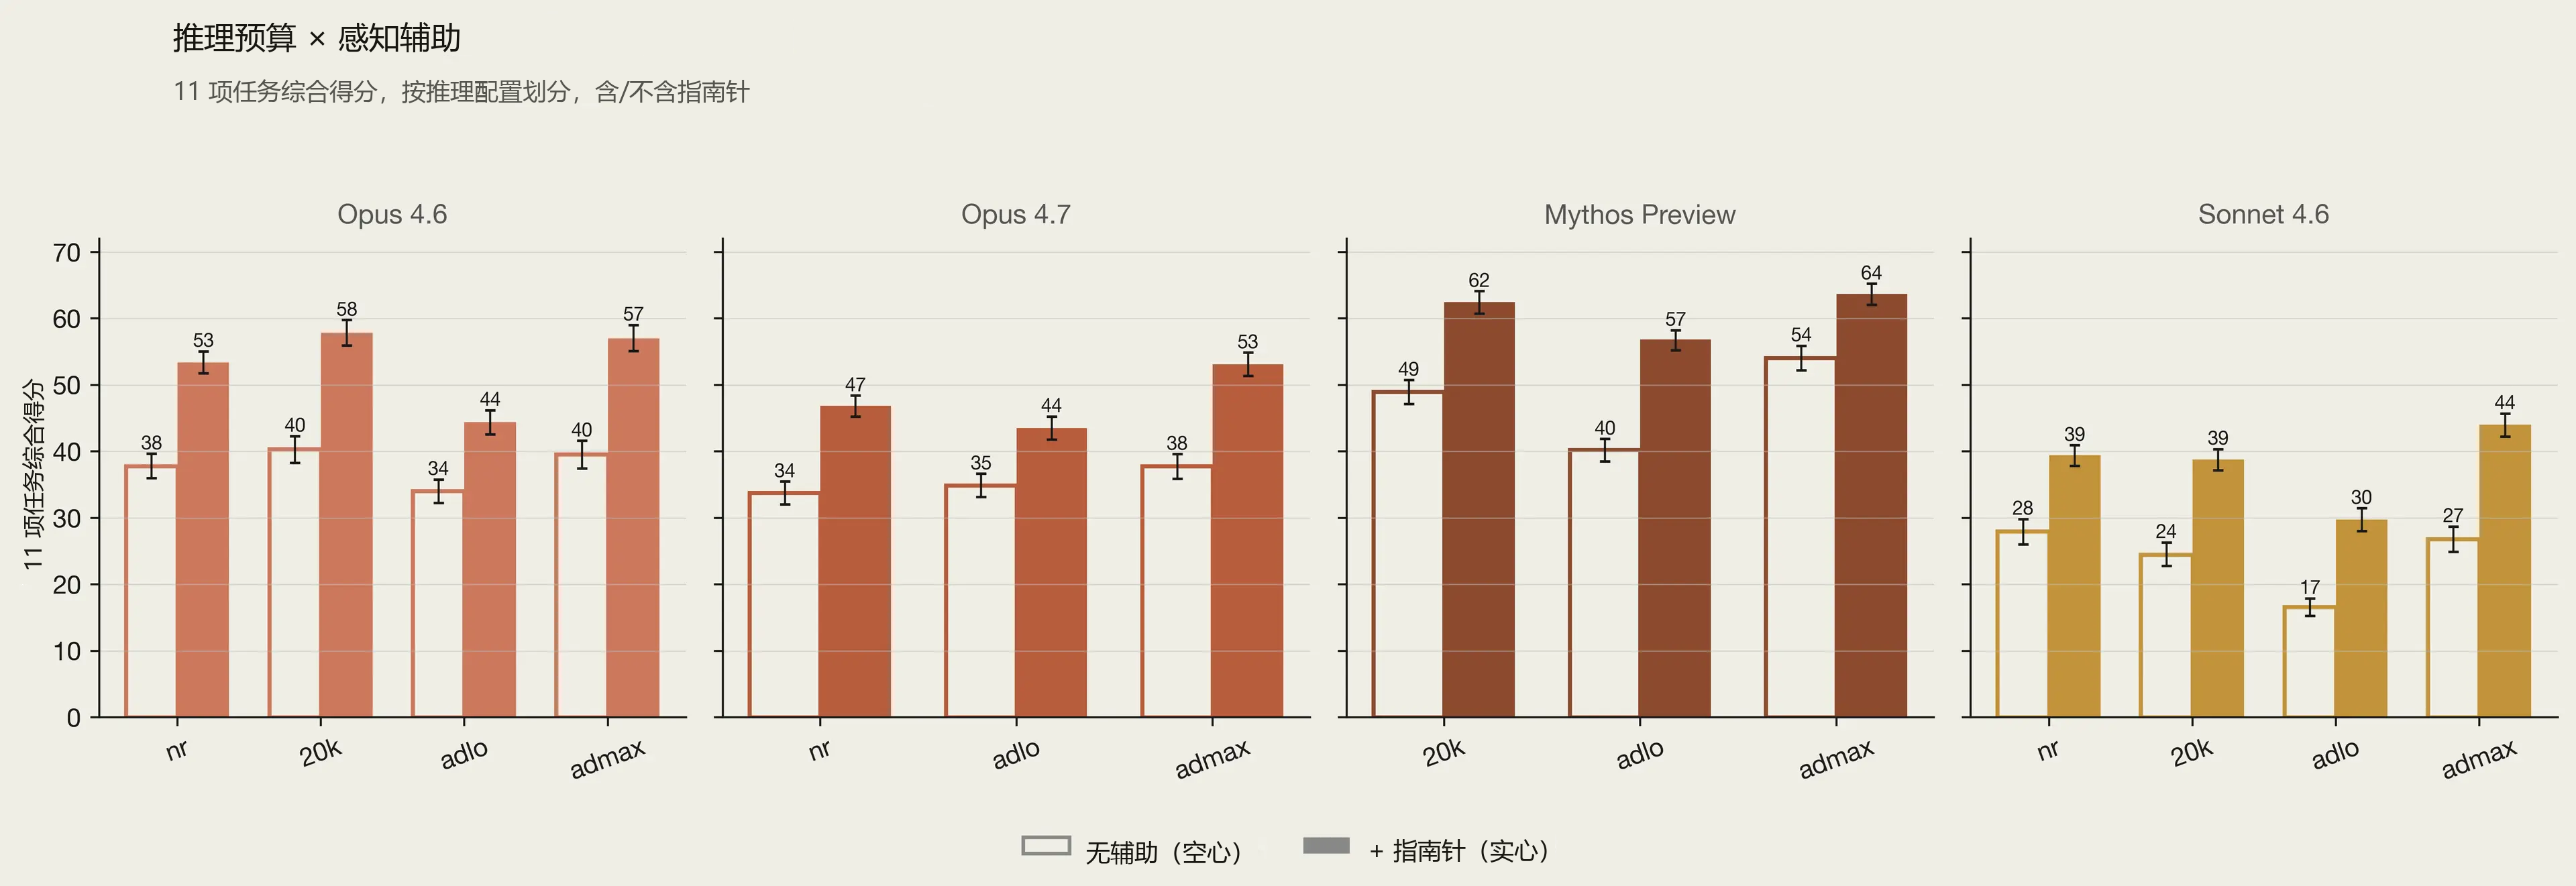 推理预算 × 感知辅助
11 项任务综合得分，按推理配置划分，含/不含指南针
Opus 4.6
Opus 4.7
Mythos Preview
Sonnet 4.6
11 项任务综合得分
70
60
50
40
30
20
10
0
38 53 40 58 34 44 40 57
34 47 35 44 38 53
49 62 40 57 54 64
28 39 24 39 17 30 27 44
nr 20k adlo admax
nr adlo admax
20k adlo admax
nr 20k adlo admax
无辅助（空心）
+ 指南针（实心）